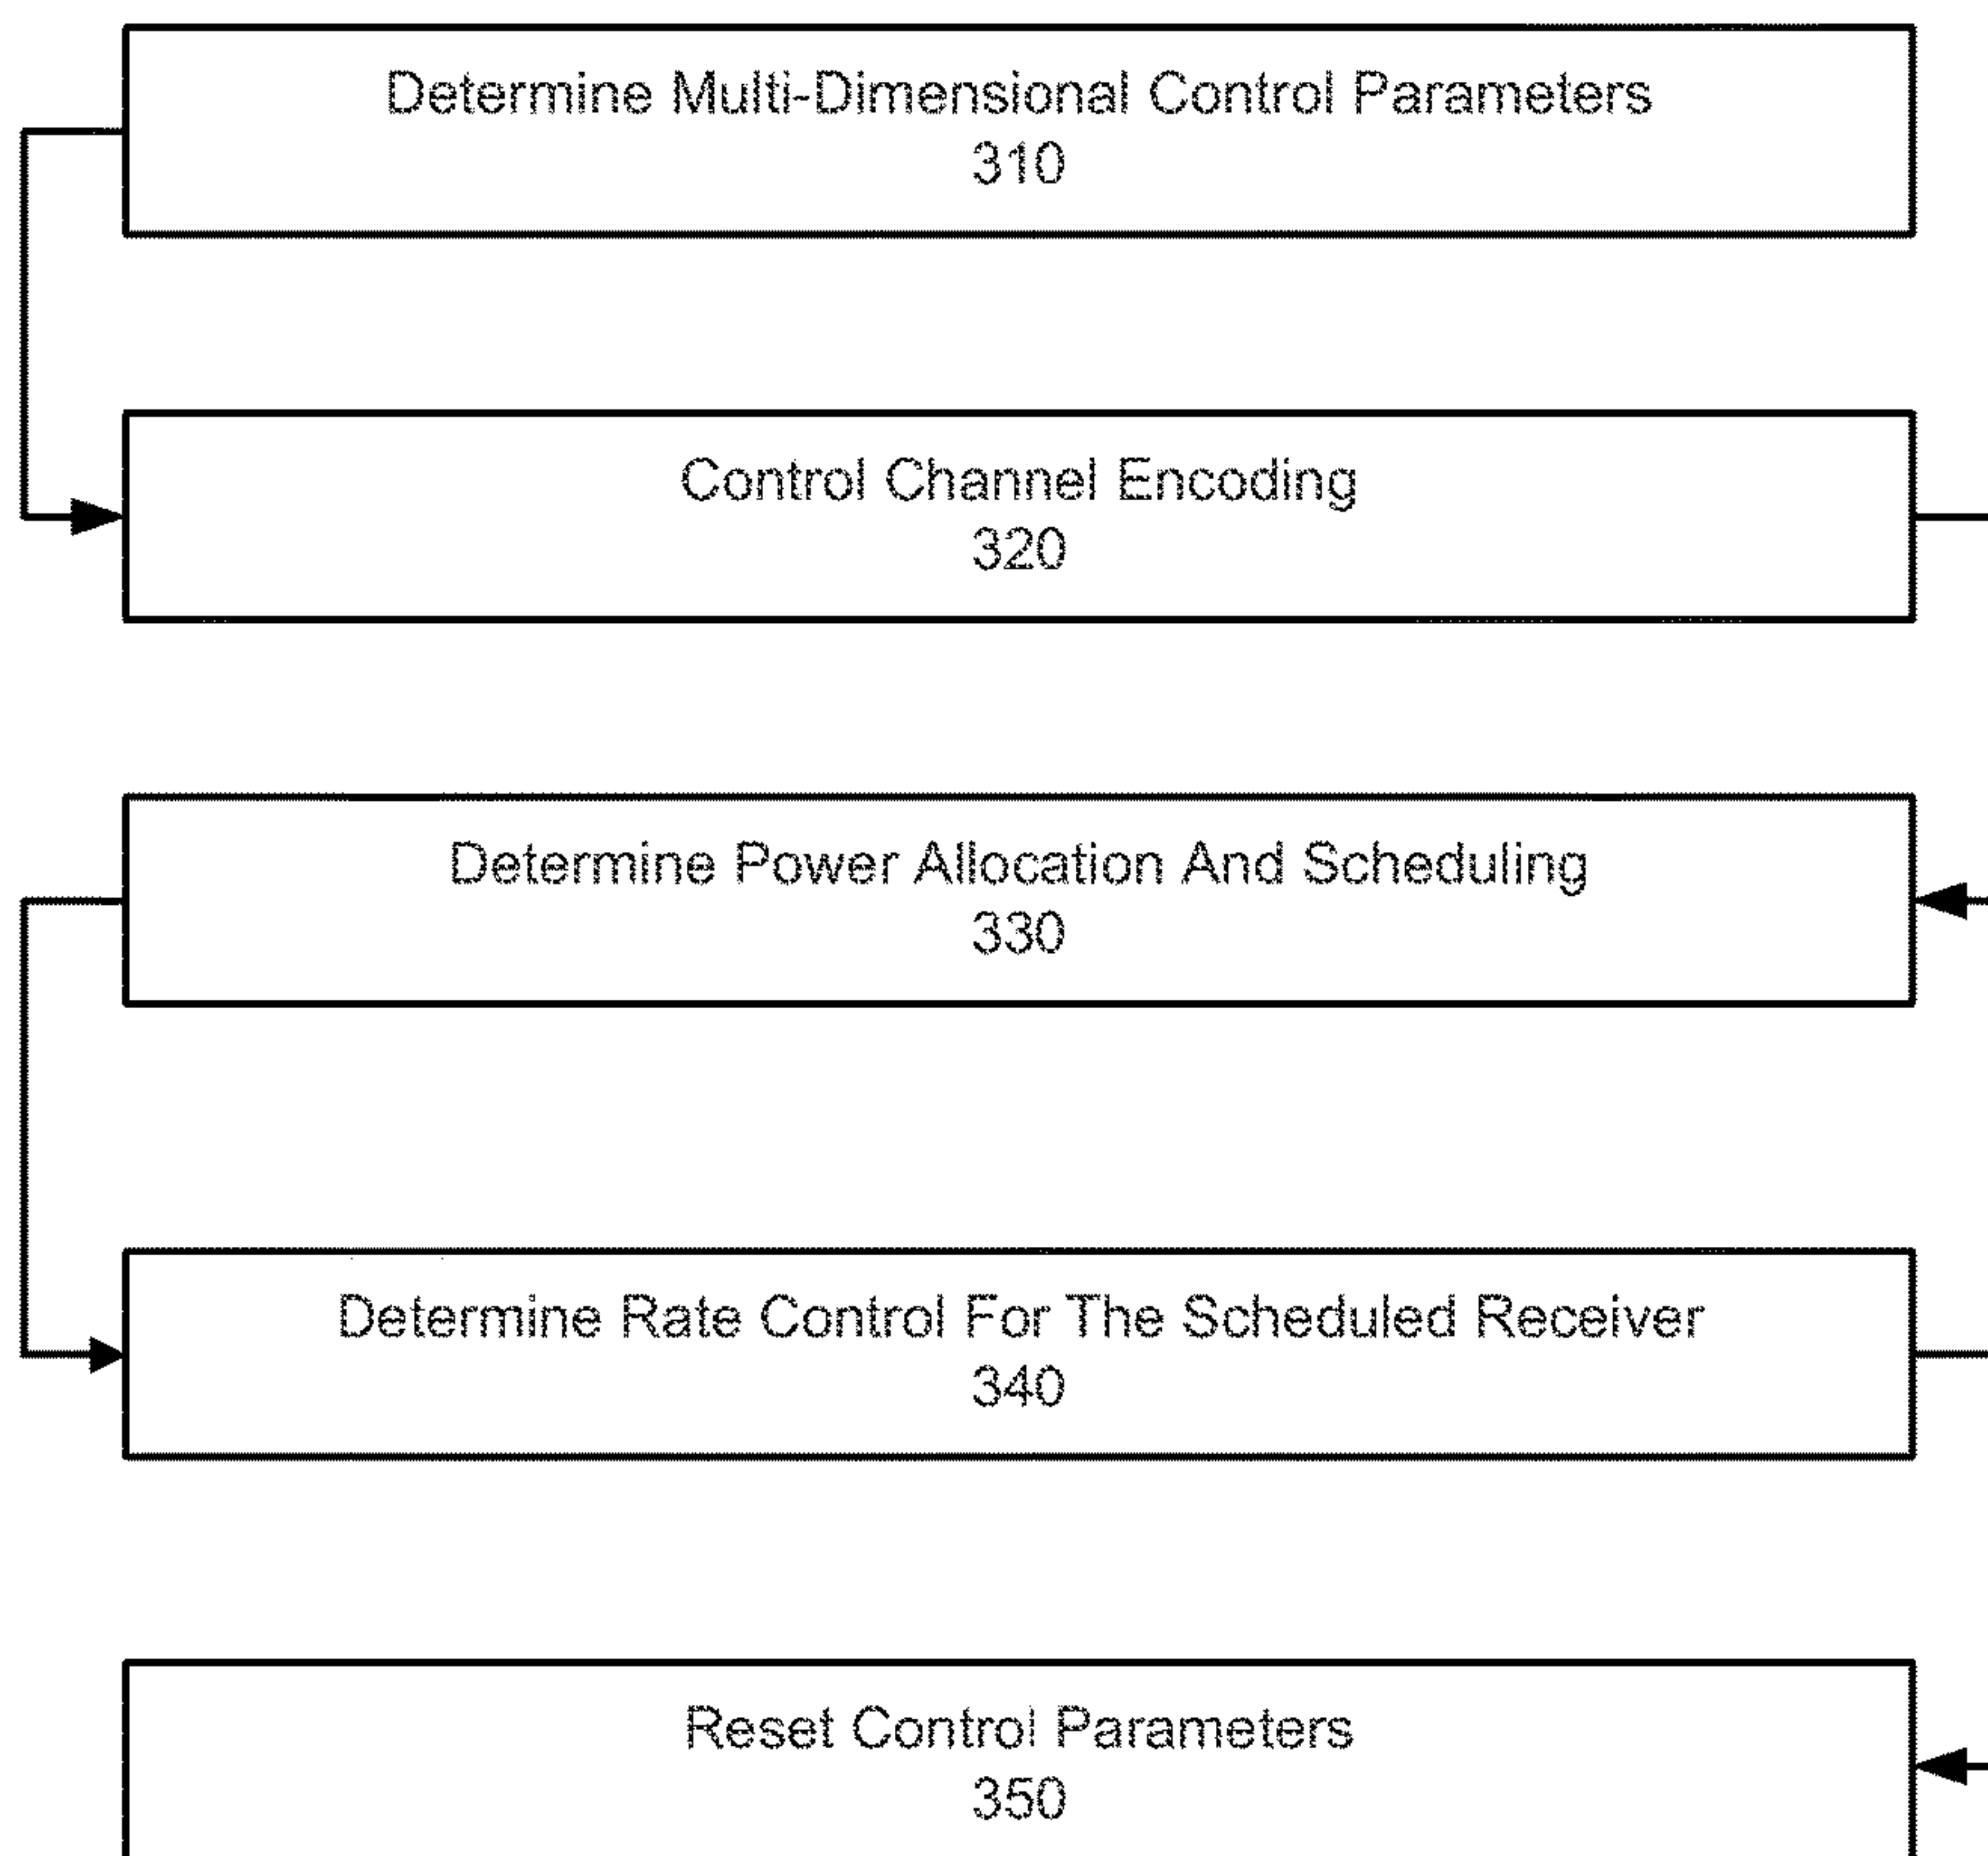 Determine Multi-Dimensional Control Parameters
310
Control Channel Encoding
320
Determine Power Allocation And Scheduling
330
Determine Rate Control For The Scheduled Receiver
340
Reset Control Parameters
350